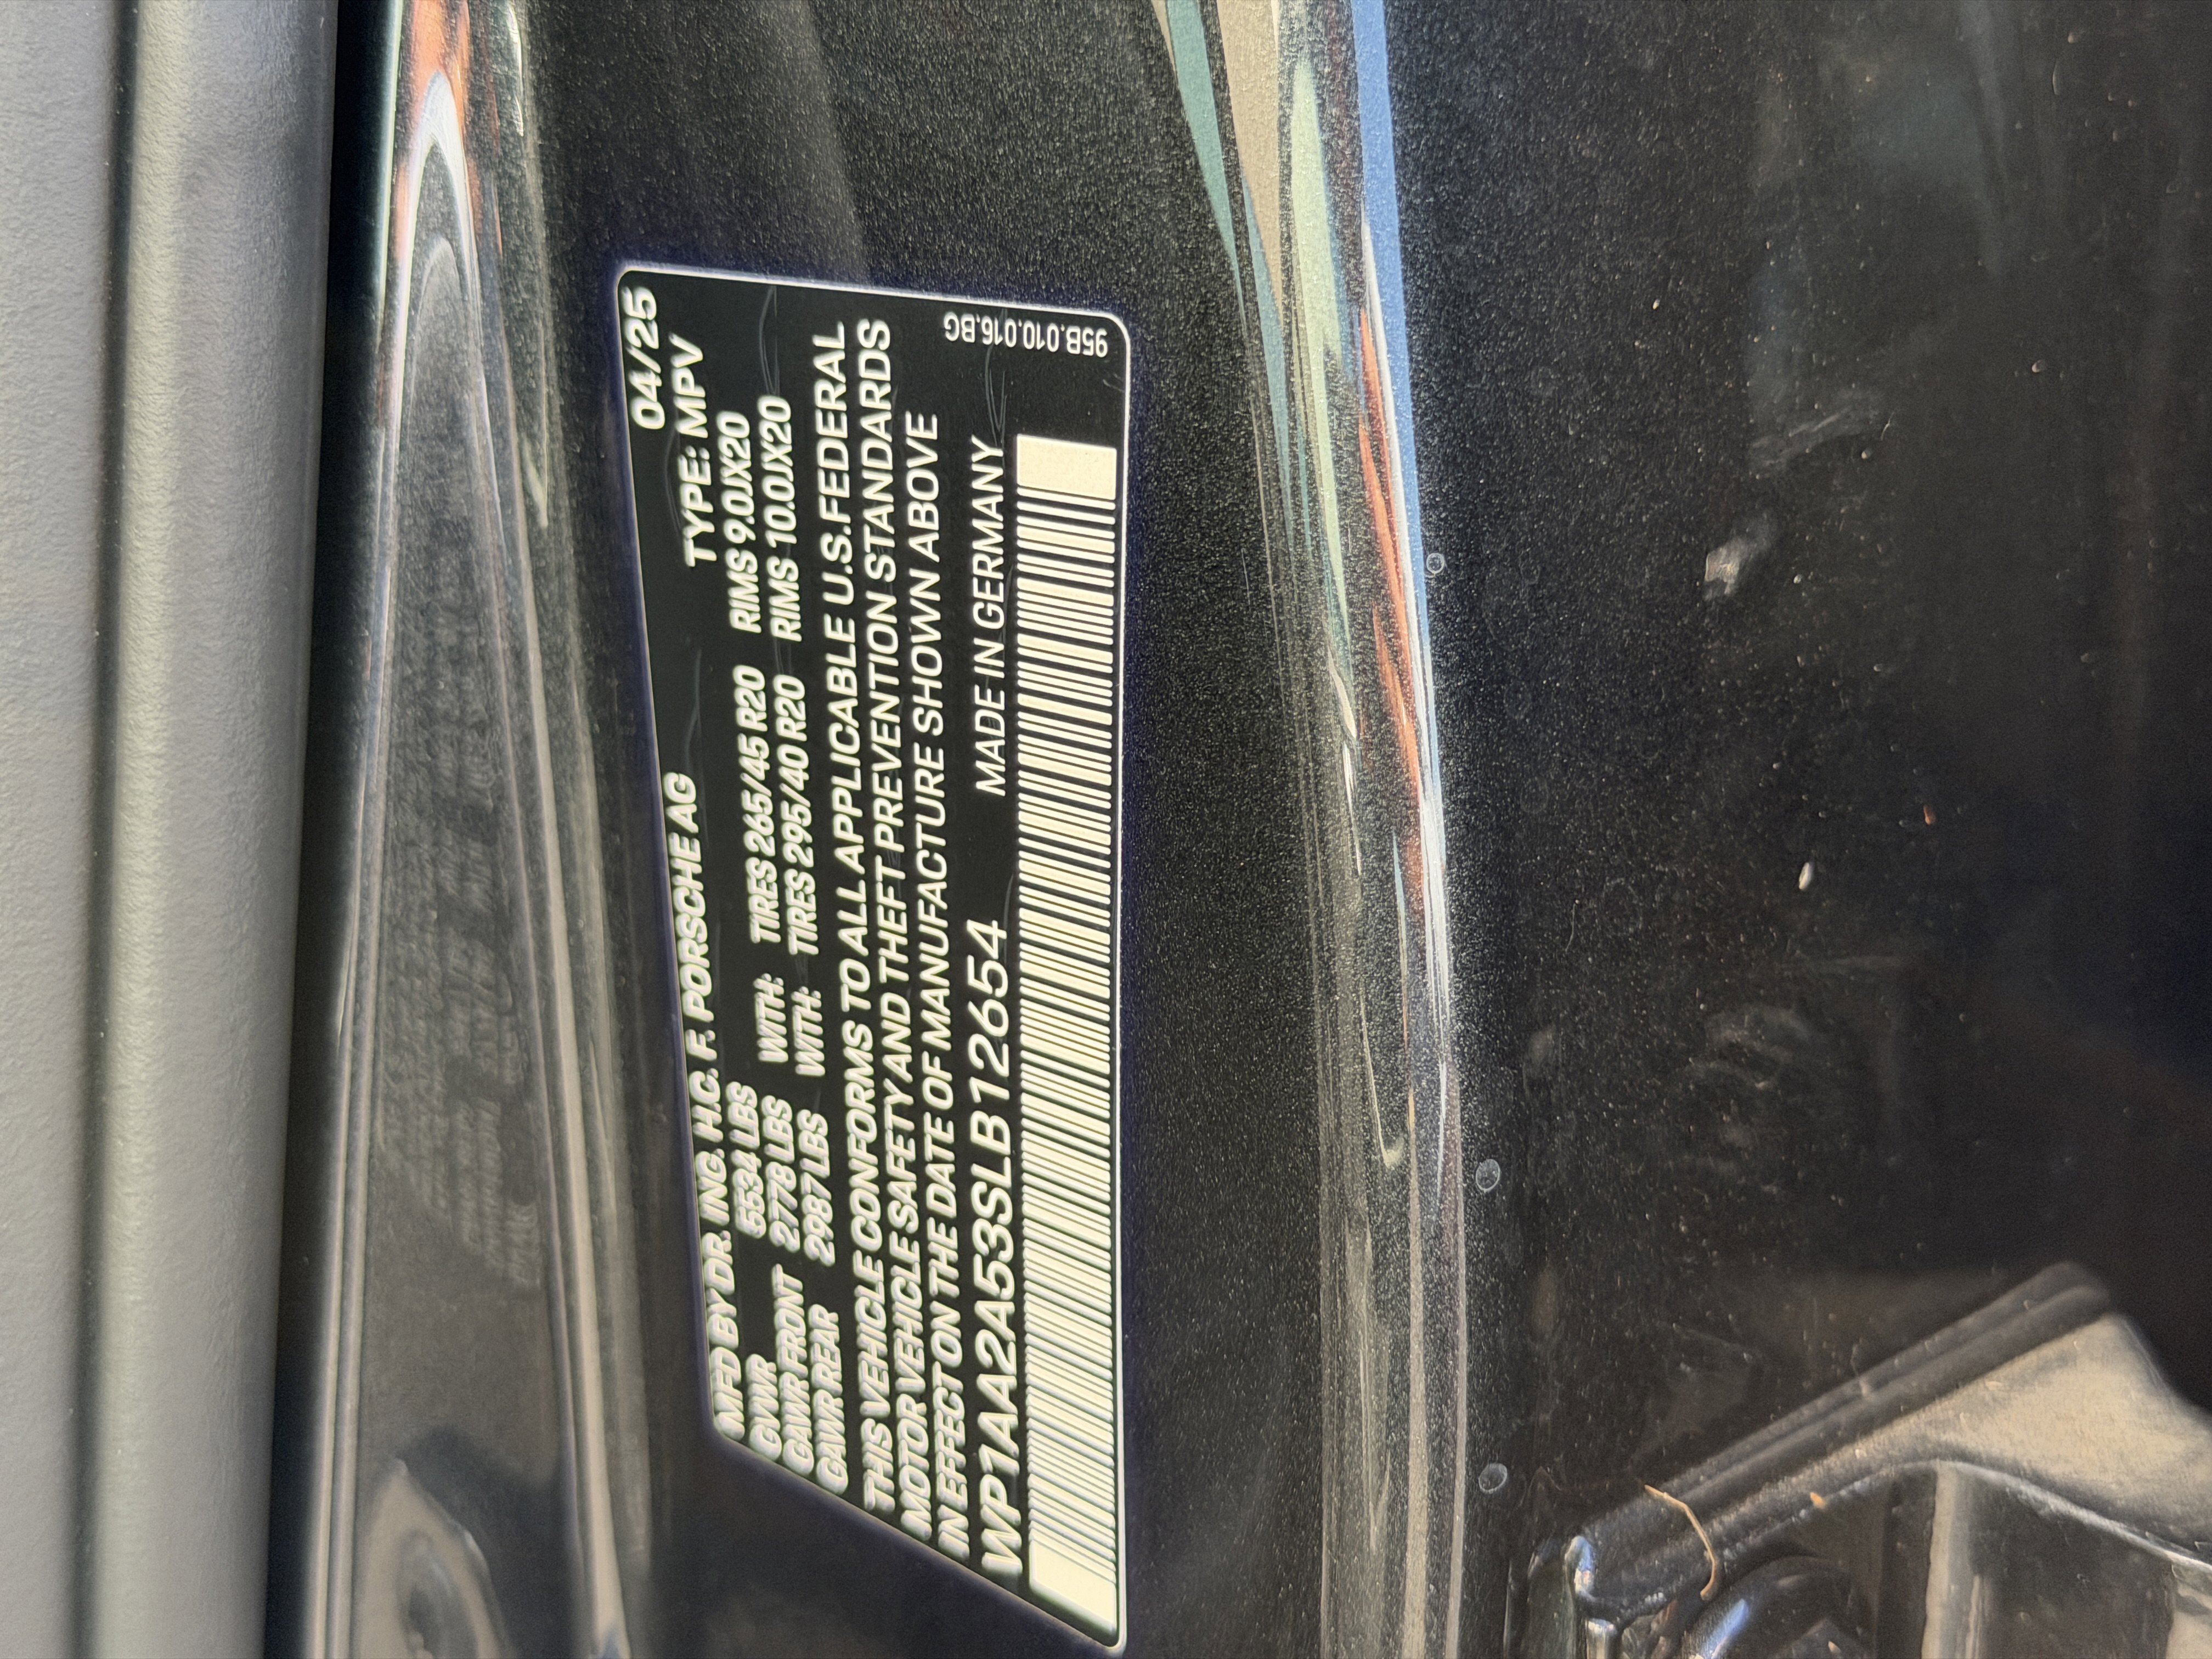 MFD BY DR. ING. H.C. F. PORSCHE AG 04/25
TYPE: MPV
GVWR 5534 LBS WITH: TIRES 265/45 R20 RIMS 9.0JX20
GAWR FRONT 2778 LBS WITH: TIRES 295/40 R20 RIMS 10.0JX20
GAWR REAR 2987 LBS
THIS VEHICLE CONFORMS TO ALL APPLICABLE U.S.FEDERAL
MOTOR VEHICLE SAFETY AND THEFT PREVENTION STANDARDS
IN EFFECT ON THE DATE OF MANUFACTURE SHOWN ABOVE
WP1AA2A53SLB12654 MADE IN GERMANY
95B.010.016.BG